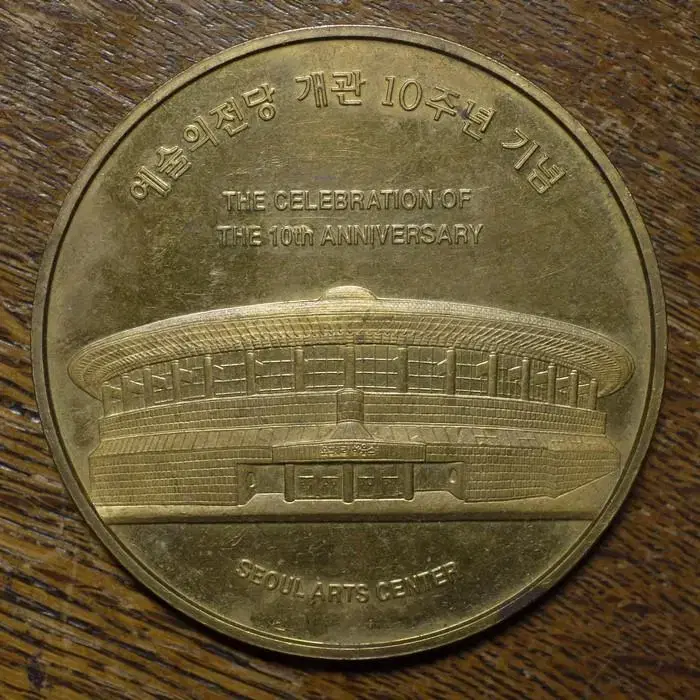 예술의전당 개관 10주년 기념
THE CELEBRATION OF
THE 10th ANNIVERSARY
SEOUL ARTS CENTER